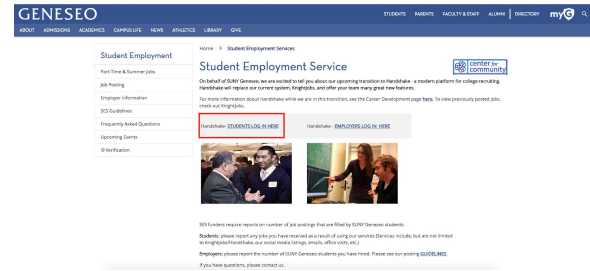 GENESEO
STUDENTS PARENTS FACULTY & STAFF ALUMNI DIRECTORY myG
ABOUT ADMISSIONS ACADEMICS CAMPUS LIFE NEWS ATHLETICS LIBRARY GIVE
Home > Student Employment Services
Student Employment
Part-Time & Summer Jobs
Job Posting
Employer Information
SES Guidelines
Frequently Asked Questions
Upcoming Events
I9 Verification
Student Employment Service
center for
community
On behalf of SUNY Geneseo, we are excited to tell you about our upcoming transition to Handshake - a modern platform for college recruiting.
Handshake will replace our current system, KnightJobs, and offer your team many great new features.
For more information about Handshake while we are in this transition, see the Career Development page here. To view previously posted jobs,
check out KnightJobs.
Handshake- STUDENTS LOG IN HERE
Handshake - EMPLOYERS LOG IN HERE
SES funders require reports on number of job postings that are filled by SUNY Geneseo students:
Students: please report any jobs you have received as a result of using our services (Services include, but are not limited
to KnightJobs/Handshake, our social media listings, emails, office visits, etc.)
Employers: please report the number of SUNY Geneseo students you have hired. Please see our posting GUIDELINES.
If you have questions, please contact us.